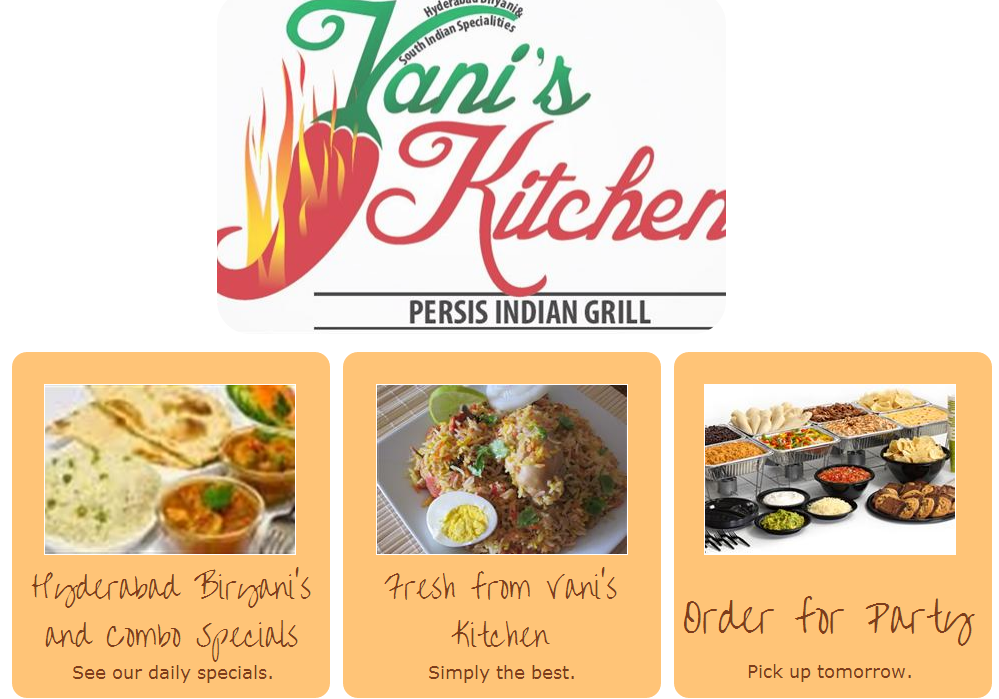 Hyderabad Biryani&
South Indian Specialities
Vani's
Kitchen
PERSIS INDIAN GRILL
Hyderabad Biryani's
and Combo Specials
See our daily specials.
Fresh from Vani's
Kitchen
Simply the best.
Order for Party
Pick up tomorrow.